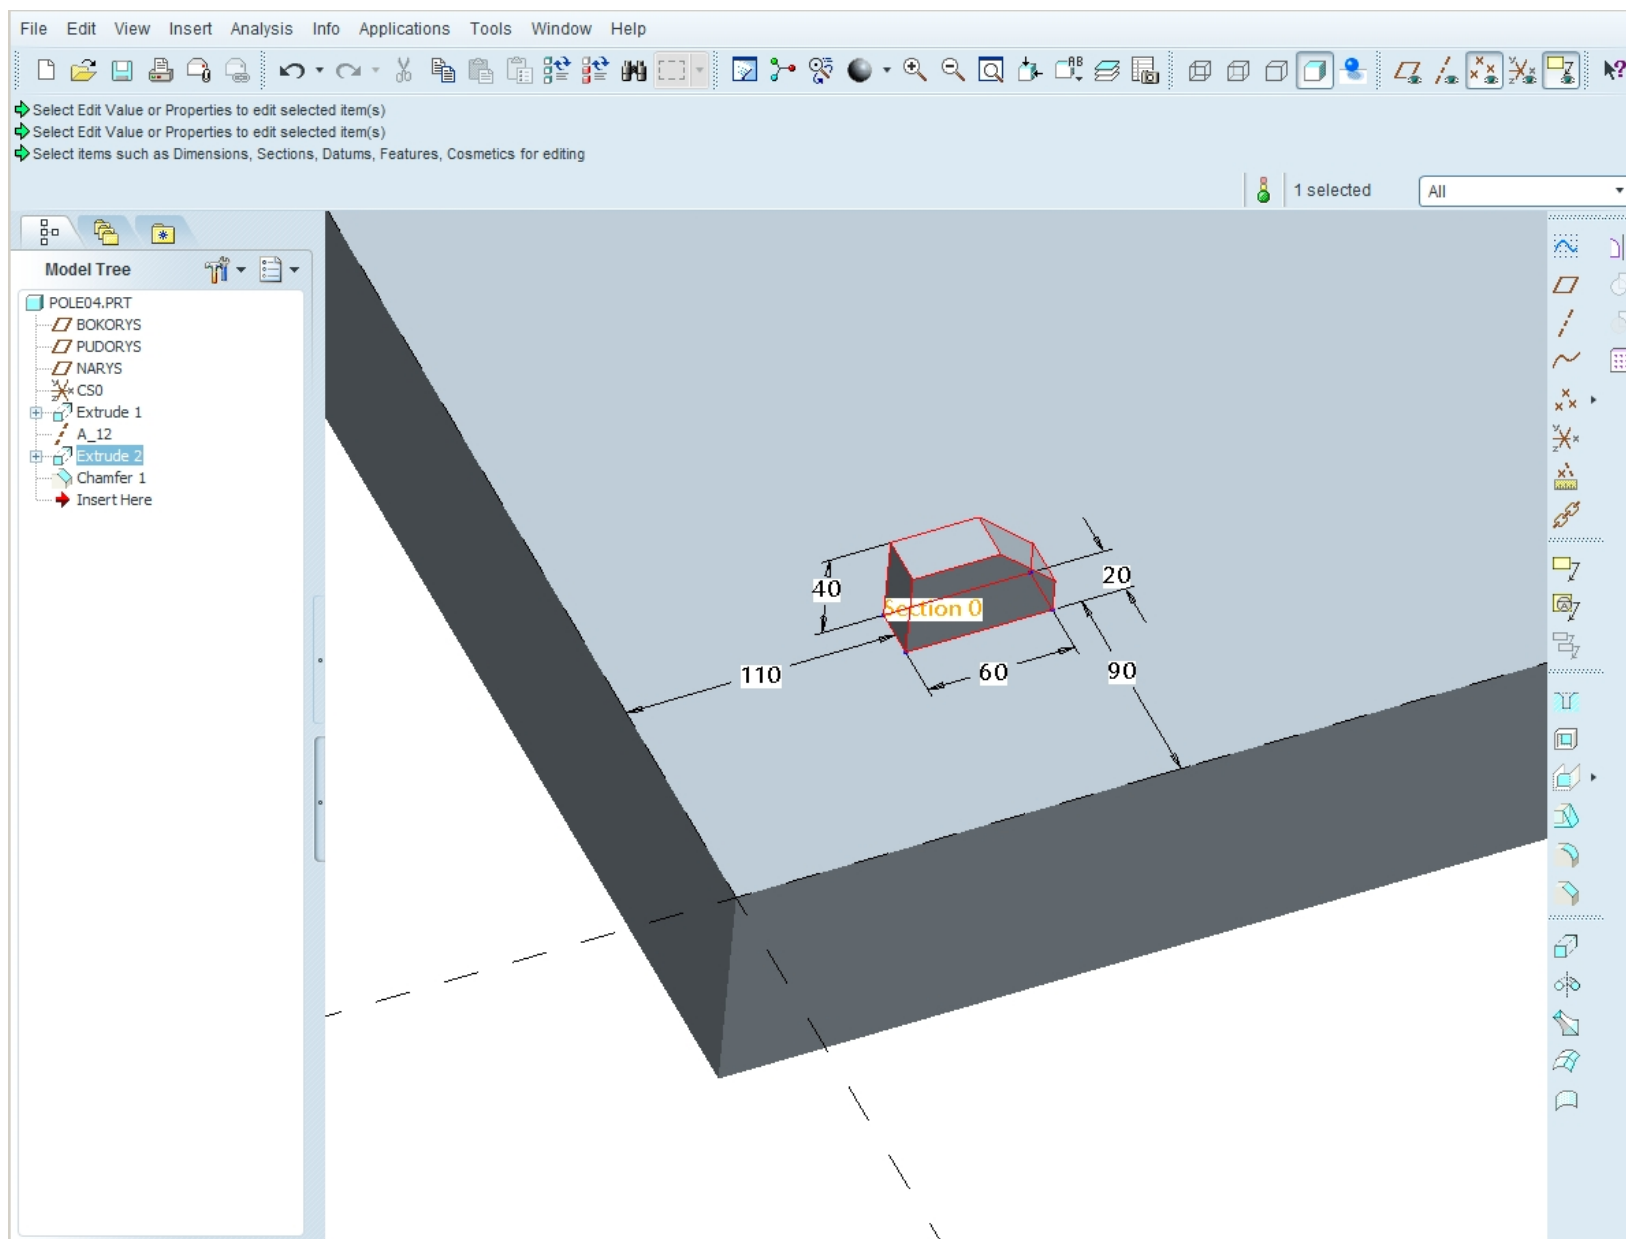 File Edit View Insert Analysis Info Applications Tools Window Help
Select Edit Value or Properties to edit selected item(s)
Select Edit Value or Properties to edit selected item(s)
Select items such as Dimensions, Sections, Datums, Features, Cosmetics for editing
1 selected
All
Model Tree
POLE04.PRT
BOKORYS
PUDORYS
NARYS
CS0
Extrude 1
A_12
Extrude 2
Chamfer 1
Insert Here
40
Section 0
20
110
60
90